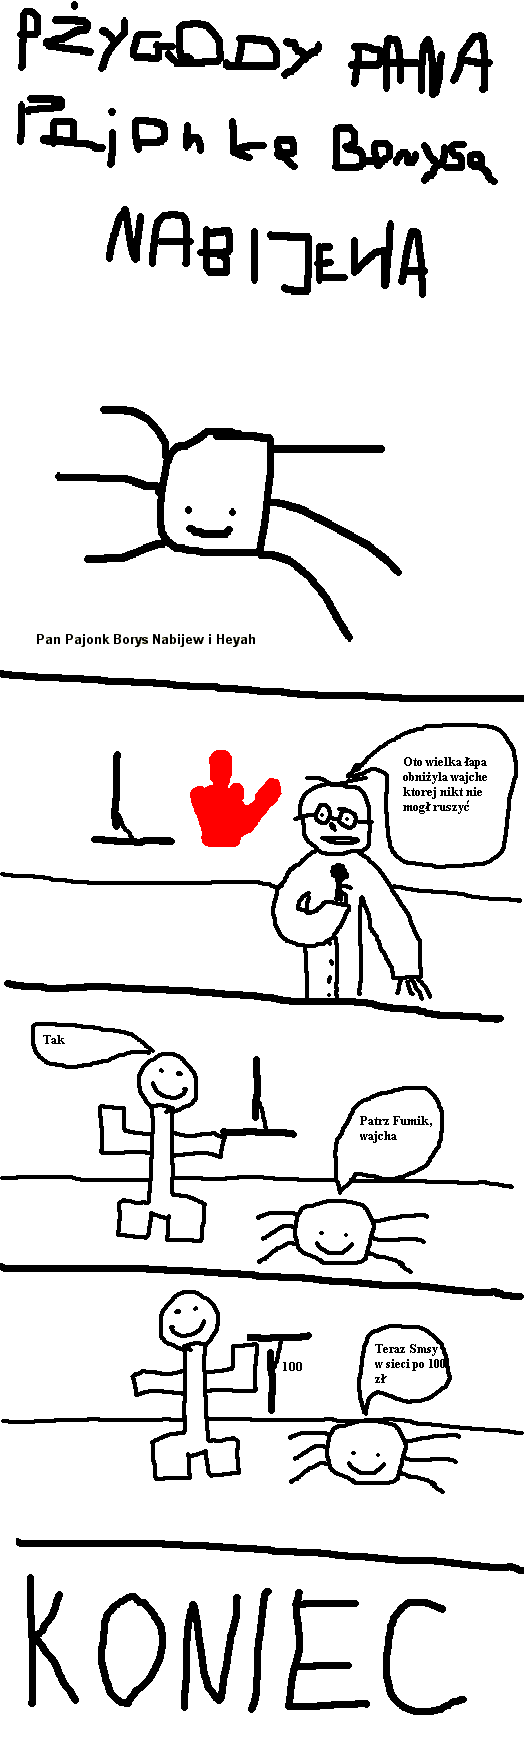 PŻYGODY PANA
PajOnka BOrysa
NABIJEWA
Pan Pajonk Borys Nabijew i Heyah
Oto wielka łapa
obniżyla wajche
ktorej nikt nie
mogł ruszyć
Tak
Patrz Fumik,
wajcha
100
Teraz Smsy
w sieci po 100
zł
KONIEC